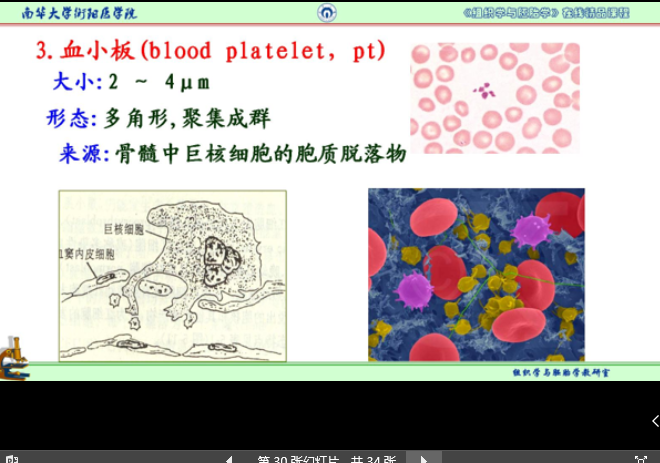 南华大学衡阳医学院
《组织学与胚胎学》在线精品课程
3.血小板(blood platelet, pt)
大小:2 ~ 4μm
形态:多角形,聚集成群
来源:骨髓中巨核细胞的胞质脱落物
巨核细胞
血窦内皮细胞
组织学与胚胎学教研室
第 30 张幻灯片，共 34 张